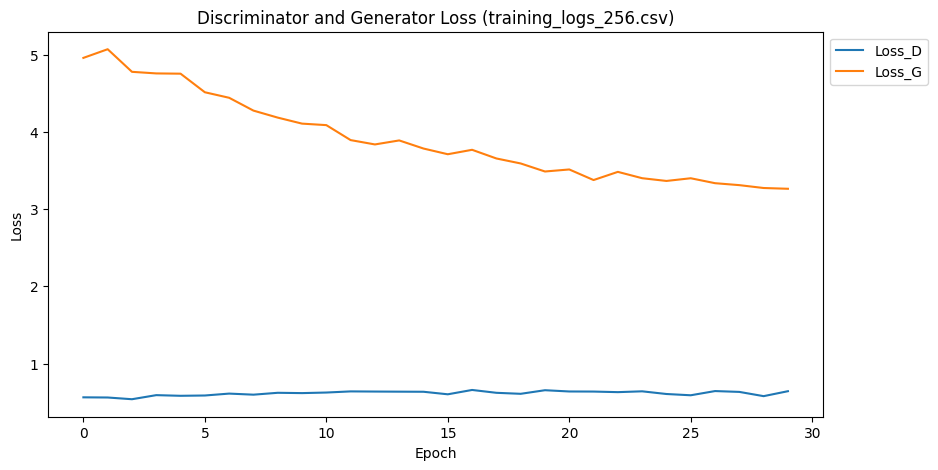 Discriminator and Generator Loss (training_logs_256.csv)
Loss_D
Loss_G
Loss
5
4
3
2
1
0 5 10 15 20 25 30
Epoch